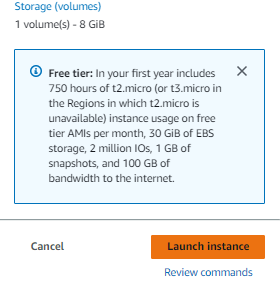 Storage (volumes)
1 volume(s) - 8 GiB
Free tier: In your first year includes
750 hours of t2.micro (or t3.micro in
the Regions in which t2.micro is
unavailable) instance usage on free
tier AMIs per month, 30 GiB of EBS
storage, 2 million IOs, 1 GB of
snapshots, and 100 GB of
bandwidth to the internet.
Cancel
Launch instance
Review commands